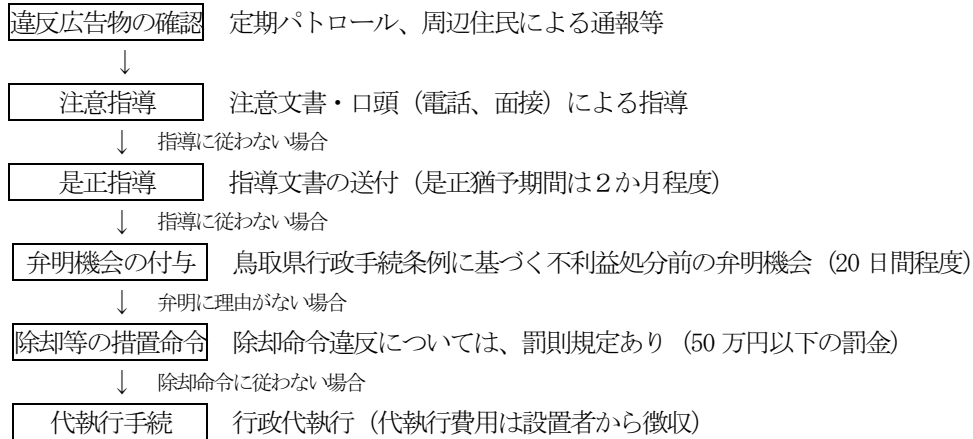 違反広告物の確認　定期パトロール、周辺住民による通報等
↓
注意指導　注意文書・口頭（電話、面接）による指導
↓　指導に従わない場合
是正指導　指導文書の送付（是正猶予期間は２か月程度）
↓　指導に従わない場合
弁明機会の付与　鳥取県行政手続条例に基づく不利益処分前の弁明機会（20 日間程度）
↓　弁明に理由がない場合
除却等の措置命令　除却命令違反については、罰則規定あり（50 万円以下の罰金）
↓　除却命令に従わない場合
代執行手続　行政代執行（代執行費用は設置者から徴収）